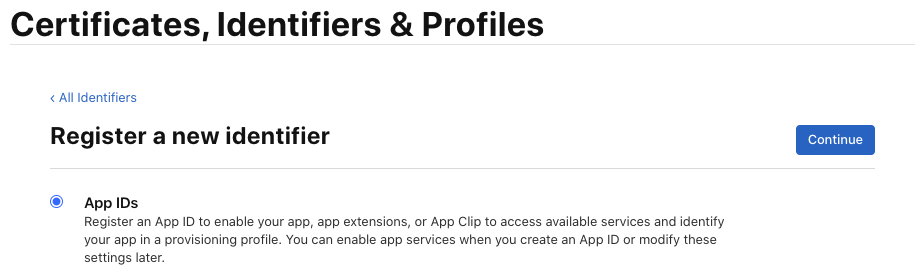 Certificates, Identifiers & Profiles
‹ All Identifiers
Register a new identifier
Continue
App IDs
Register an App ID to enable your app, app extensions, or App Clip to access available services and identify
your app in a provisioning profile. You can enable app services when you create an App ID or modify these
settings later.